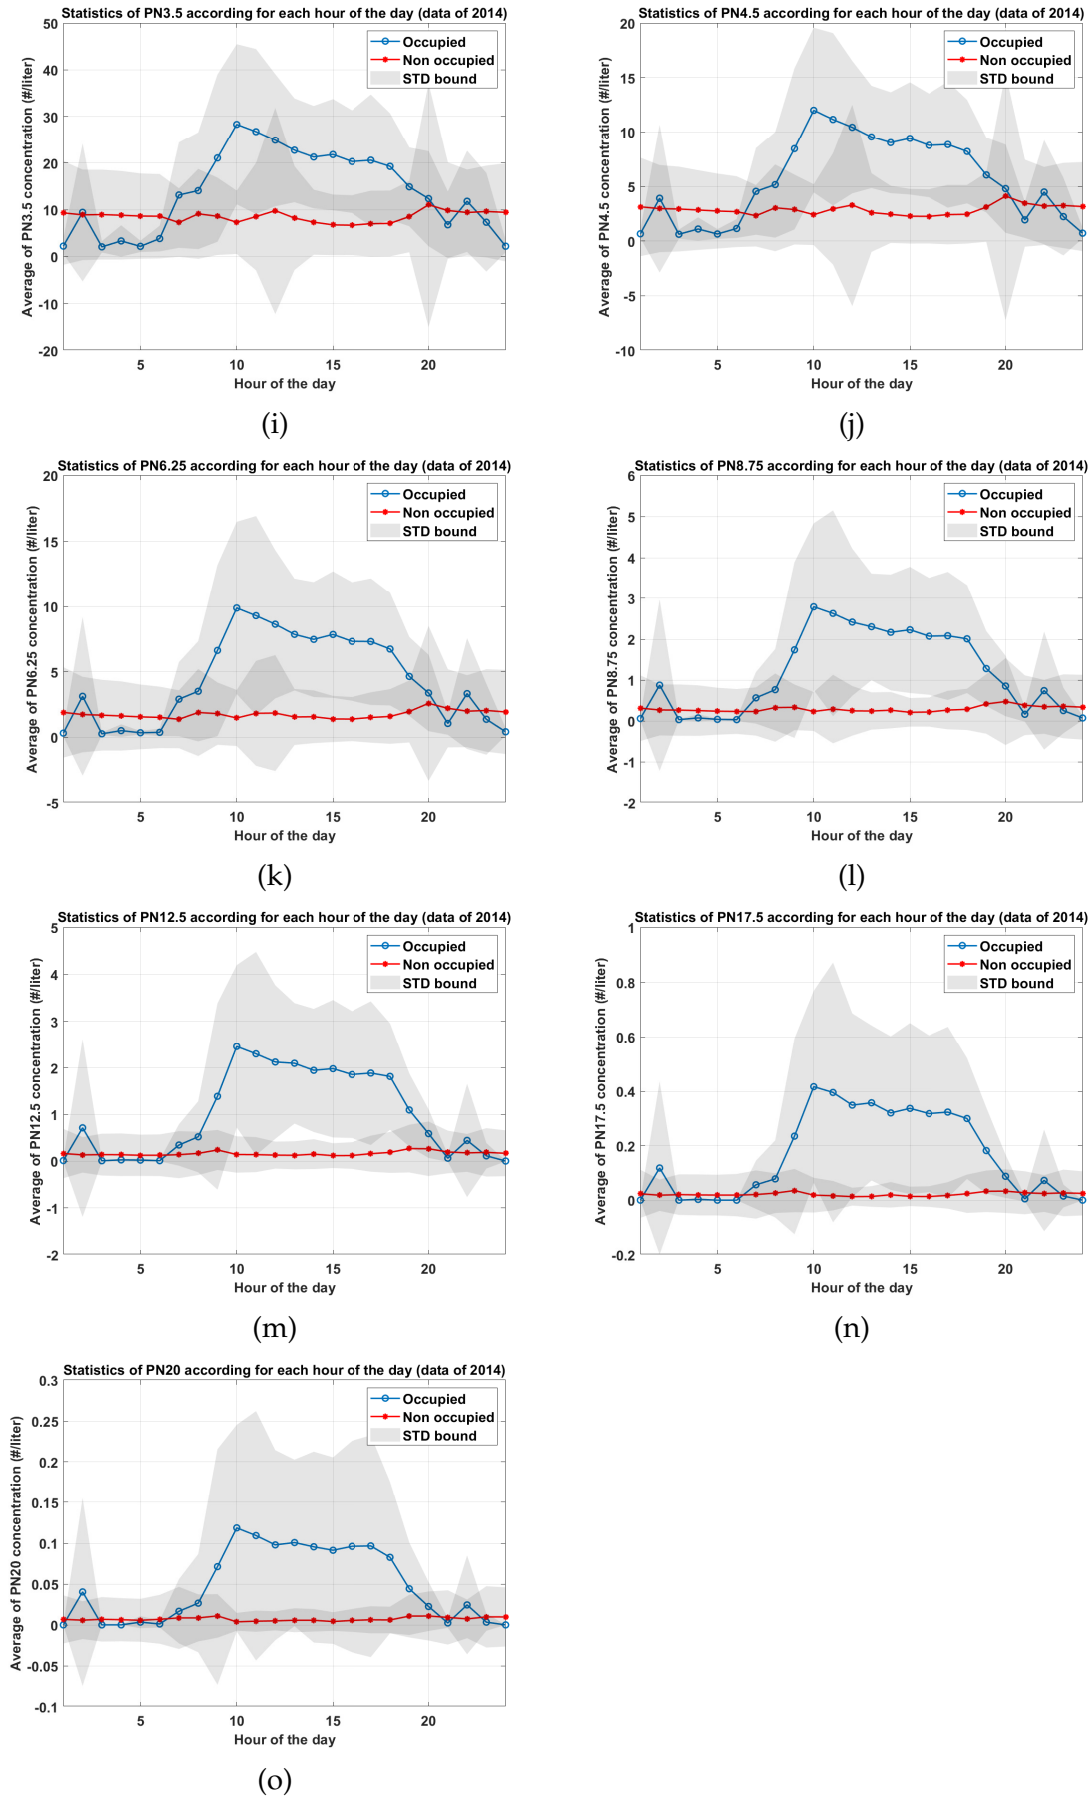 Statistics of PN3.5 according for each hour of the day (data of 2014)
Average of PN3.5 concentration (#/liter)
50
40
30
20
10
0
-10
-20
Occupied
Non occupied
STD bound
5 10 15 20
Hour of the day
(i)
Statistics of PN4.5 according for each hour of the day (data of 2014)
Average of PN4.5 concentration (#/liter)
20
15
10
5
0
-5
-10
Occupied
Non occupied
STD bound
5 10 15 20
Hour of the day
(j)
Statistics of PN6.25 according for each hour of the day (data of 2014)
Average of PN6.25 concentration (#/liter)
20
15
10
5
0
-5
Occupied
Non occupied
STD bound
5 10 15 20
Hour of the day
(k)
Statistics of PN8.75 according for each hour of the day (data of 2014)
Average of PN8.75 concentration (#/liter)
6
5
4
3
2
1
0
-1
-2
Occupied
Non occupied
STD bound
5 10 15 20
Hour of the day
(l)
Statistics of PN12.5 according for each hour of the day (data of 2014)
Average of PN12.5 concentration (#/liter)
5
4
3
2
1
0
-1
-2
Occupied
Non occupied
STD bound
5 10 15 20
Hour of the day
(m)
Statistics of PN17.5 according for each hour of the day (data of 2014)
Average of PN17.5 concentration (#/liter)
1
0.8
0.6
0.4
0.2
0
-0.2
Occupied
Non occupied
STD bound
5 10 15 20
Hour of the day
(n)
Statistics of PN20 according for each hour of the day (data of 2014)
Average of PN20 concentration (#/liter)
0.3
0.25
0.2
0.15
0.1
0.05
0
-0.05
-0.1
Occupied
Non occupied
STD bound
5 10 15 20
Hour of the day
(o)